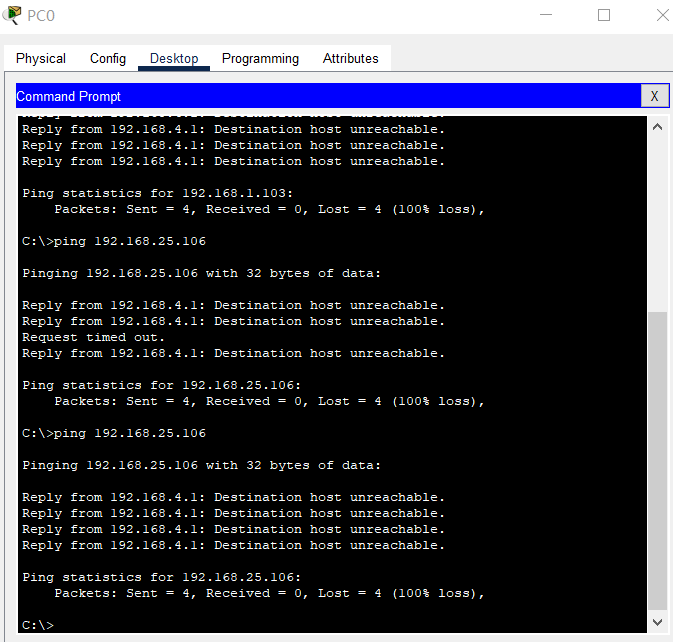 PC0
Physical Config Desktop Programming Attributes
Command Prompt X
Reply from 192.168.4.1: Destination host unreachable.
Reply from 192.168.4.1: Destination host unreachable.
Reply from 192.168.4.1: Destination host unreachable.
Ping statistics for 192.168.1.103:
Packets: Sent = 4, Received = 0, Lost = 4 (100% loss),
C:\>ping 192.168.25.106
Pinging 192.168.25.106 with 32 bytes of data:
Reply from 192.168.4.1: Destination host unreachable.
Reply from 192.168.4.1: Destination host unreachable.
Request timed out.
Reply from 192.168.4.1: Destination host unreachable.
Ping statistics for 192.168.25.106:
Packets: Sent = 4, Received = 0, Lost = 4 (100% loss),
C:\>ping 192.168.25.106
Pinging 192.168.25.106 with 32 bytes of data:
Reply from 192.168.4.1: Destination host unreachable.
Reply from 192.168.4.1: Destination host unreachable.
Reply from 192.168.4.1: Destination host unreachable.
Reply from 192.168.4.1: Destination host unreachable.
Ping statistics for 192.168.25.106:
Packets: Sent = 4, Received = 0, Lost = 4 (100% loss),
C:\>